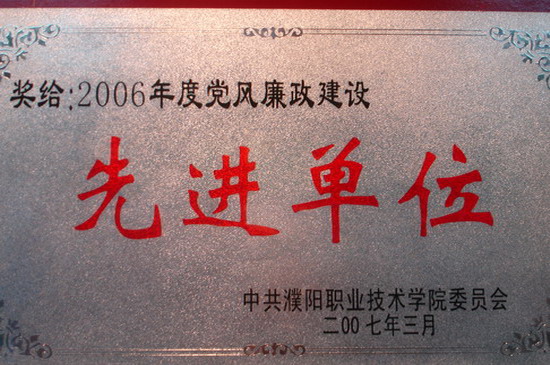 奖给:2006年度党风廉政建设
先进单位
中共濮阳职业技术学院委员会
二00七年三月